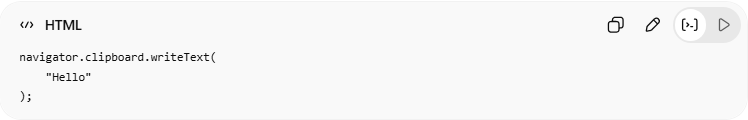 HTML
navigator.clipboard.writeText(
    "Hello"
);